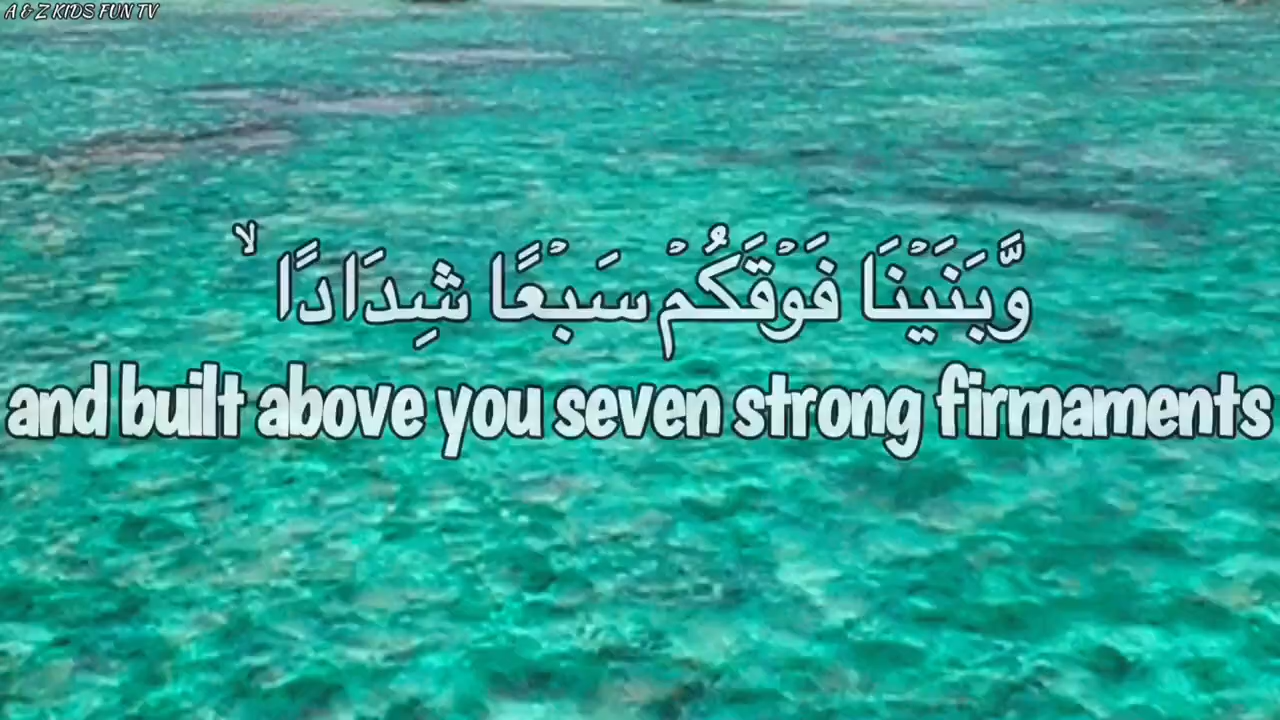 A & Z KIDS FUN TV
وَّبَنَيْنَا فَوْقَكُمْ سَبْعًا شِدَادًا ۙ
and built above you seven strong firmaments